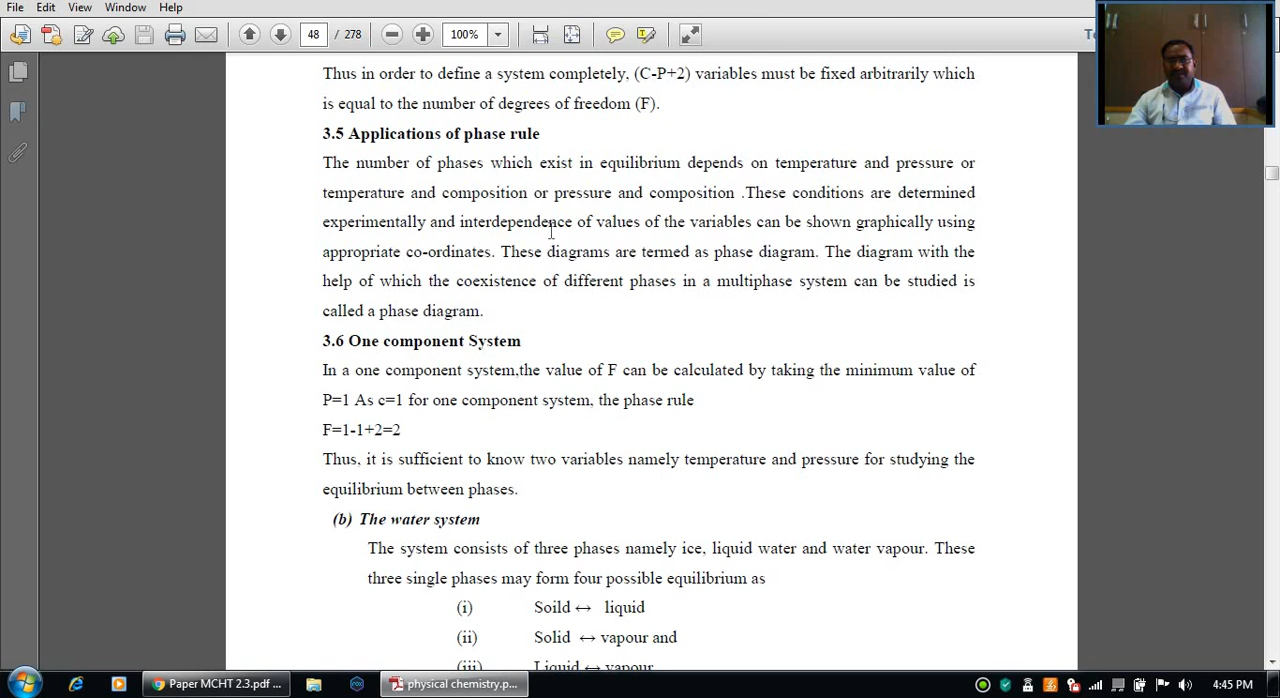 File Edit View Window Help
48 / 278 100%
Thus in order to define a system completely, (C-P+2) variables must be fixed arbitrarily which
is equal to the number of degrees of freedom (F).
3.5 Applications of phase rule
The number of phases which exist in equilibrium depends on temperature and pressure or
temperature and composition or pressure and composition .These conditions are determined
experimentally and interdependence of values of the variables can be shown graphically using
appropriate co-ordinates. These diagrams are termed as phase diagram. The diagram with the
help of which the coexistence of different phases in a multiphase system can be studied is
called a phase diagram.
3.6 One component System
In a one component system,the value of F can be calculated by taking the minimum value of
P=1 As c=1 for one component system, the phase rule
F=1-1+2=2
Thus, it is sufficient to know two variables namely temperature and pressure for studying the
equilibrium between phases.
(b) The water system
The system consists of three phases namely ice, liquid water and water vapour. These
three single phases may form four possible equilibrium as
(i) Soild ↔ liquid
(ii) Solid ↔ vapour and
(iii) Liquid ↔ vapour
Paper MCHT 2.3.pdf ... physical chemistry.p... 4:45 PM